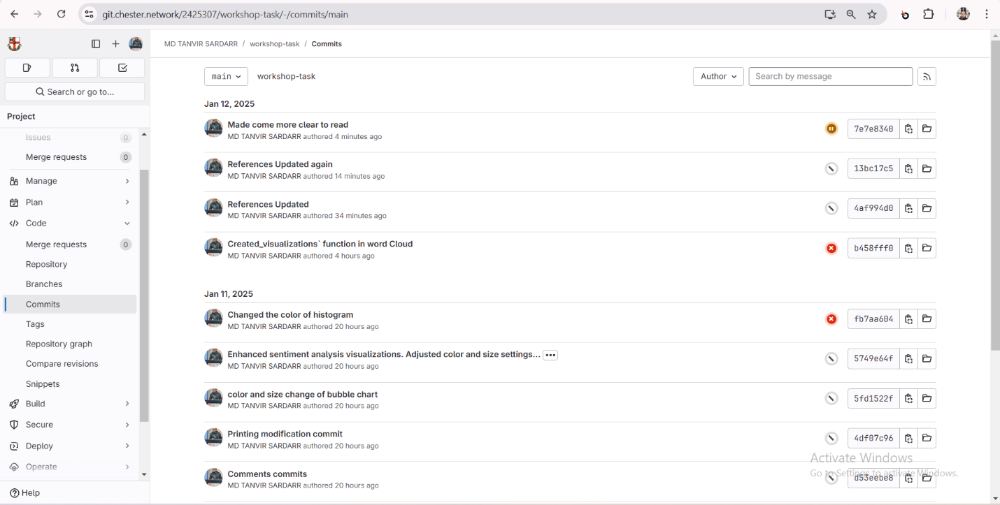 git.chester.network/2425307/workshop-task/-/commits/main
MD TANVIR SARDARR / workshop-task / Commits
Search or go to...
Project
Issues 0
Merge requests 0
Manage
Plan
Code
Merge requests 0
Repository
Branches
Commits
Tags
Repository graph
Compare revisions
Snippets
Build
Secure
Deploy
Operate
Help
main workshop-task Author Search by message
Jan 12, 2025
Made come more clear to read
MD TANVIR SARDARR authored 4 minutes ago
7e7e8340
References Updated again
MD TANVIR SARDARR authored 14 minutes ago
13bc17c5
References Updated
MD TANVIR SARDARR authored 34 minutes ago
4af994d0
Created_visualizations` function in word Cloud
MD TANVIR SARDARR authored 4 hours ago
b458fff0
Jan 11, 2025
Changed the color of histogram
MD TANVIR SARDARR authored 20 hours ago
fb7aa604
Enhanced sentiment analysis visualizations. Adjusted color and size settings...
MD TANVIR SARDARR authored 20 hours ago
5749e64f
color and size change of bubble chart
MD TANVIR SARDARR authored 20 hours ago
5fd1522f
Printing modification commit
MD TANVIR SARDARR authored 20 hours ago
4df07c96
Comments commits
MD TANVIR SARDARR authored 20 hours ago
d53eebe8
Activate Windows
Go to Settings to activate Windows.